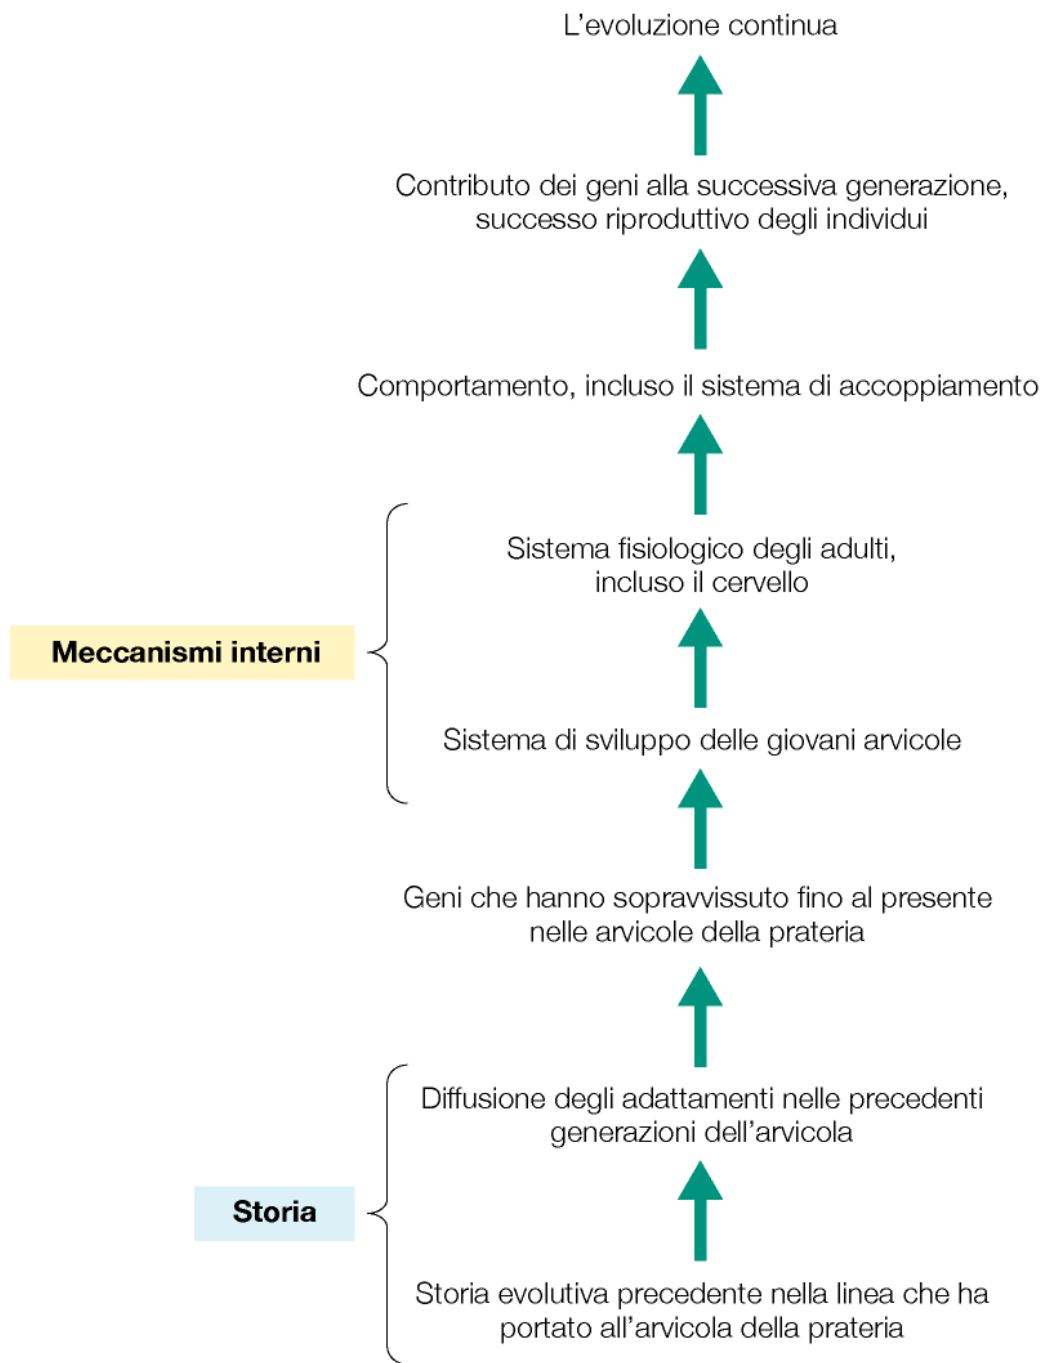 L'evoluzione continua
Contributo dei geni alla successiva generazione,
successo riproduttivo degli individui
Comportamento, incluso il sistema di accoppiamento
Sistema fisiologico degli adulti,
incluso il cervello
Meccanismi interni
Sistema di sviluppo delle giovani arvicole
Geni che hanno sopravvissuto fino al presente
nelle arvicole della prateria
Diffusione degli adattamenti nelle precedenti
generazioni dell'arvicola
Storia
Storia evolutiva precedente nella linea che ha
portato all'arvicola della prateria